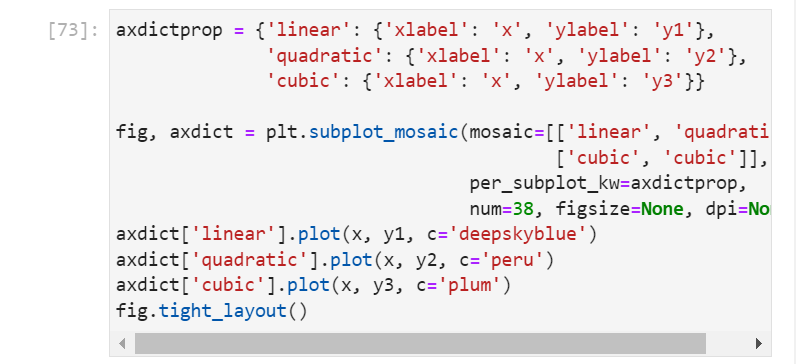 [73]: axdictprop = {'linear': {'xlabel': 'x', 'ylabel': 'y1'},
'quadratic': {'xlabel': 'x', 'ylabel': 'y2'},
'cubic': {'xlabel': 'x', 'ylabel': 'y3'}}
fig, axdict = plt.subplot_mosaic(mosaic=[['linear', 'quadrati
['cubic', 'cubic']],
per_subplot_kw=axdictprop,
num=38, figsize=None, dpi=No
axdict['linear'].plot(x, y1, c='deepskyblue')
axdict['quadratic'].plot(x, y2, c='peru')
axdict['cubic'].plot(x, y3, c='plum')
fig.tight_layout()